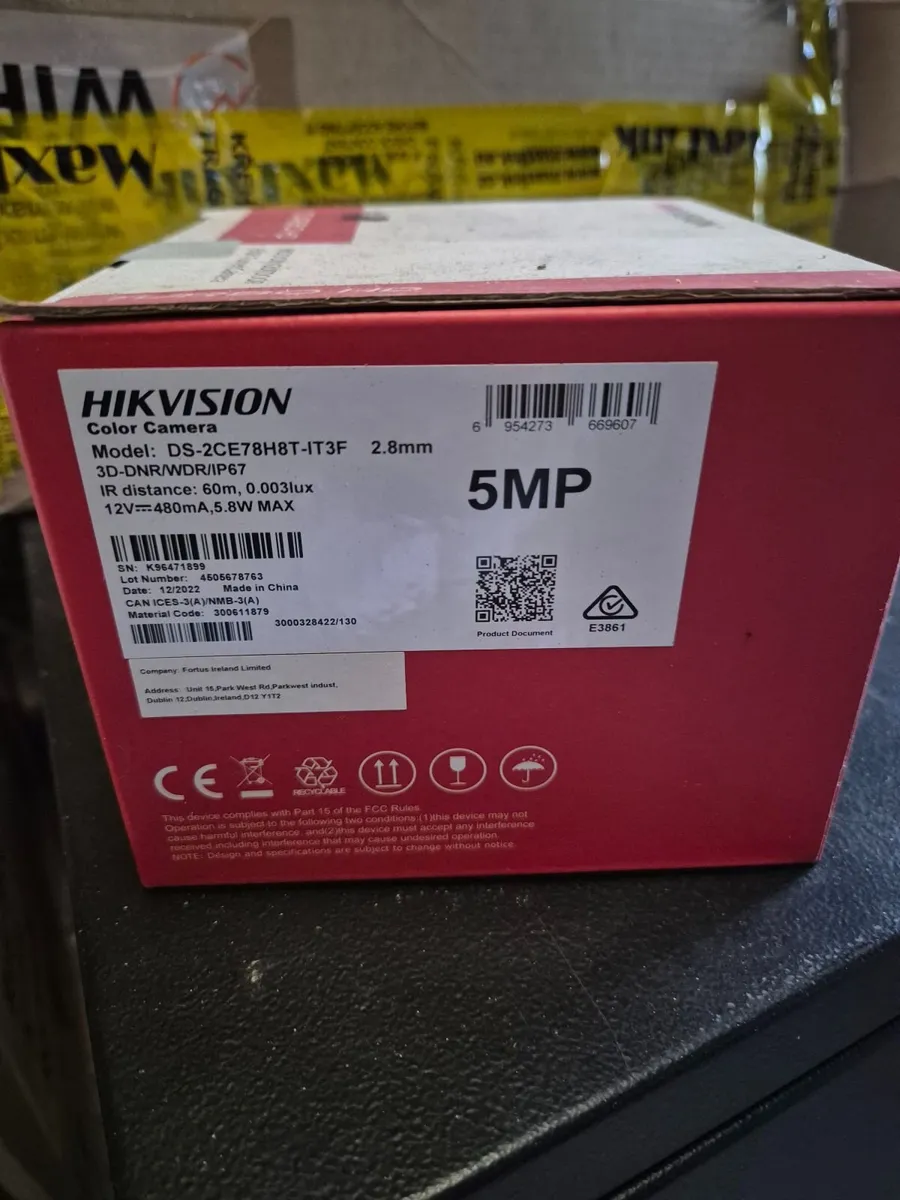 HIKVISION
Color Camera
Model: DS-2CE78H8T-IT3F 2.8mm
3D-DNR/WDR/IP67
IR distance: 60m, 0.003lux
12V⎓480mA,5.8W MAX
6 954273 669607
5MP
SN: K96471899
Lot Number: 4505678763
Date: 12/2022 Made in China
CAN ICES-3(A)/NMB-3(A)
Material Code: 300611879
3000328422/130
Product Document
E3861
Company: Fortus Ireland Limited
Address: Unit 16,Park West Rd,Parkwest indust,
Dublin 12,Dublin,Ireland,D12 Y1T2
CE
RECYCLABLE
This device complies with Part 15 of the FCC Rules.
Operation is subject to the following two conditions:(1)this device may not
cause harmful interference, and(2)this device must accept any interference
received,including interference that may cause undesired operation.
NOTE: Design and specifications are subject to change without notice.